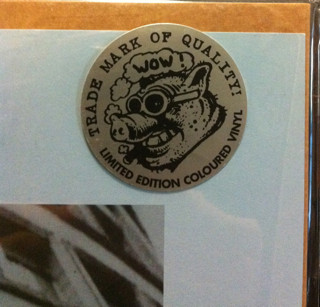 TRADE MARK OF QUALITY!
WOW!
LIMITED EDITION COLOURED VINYL